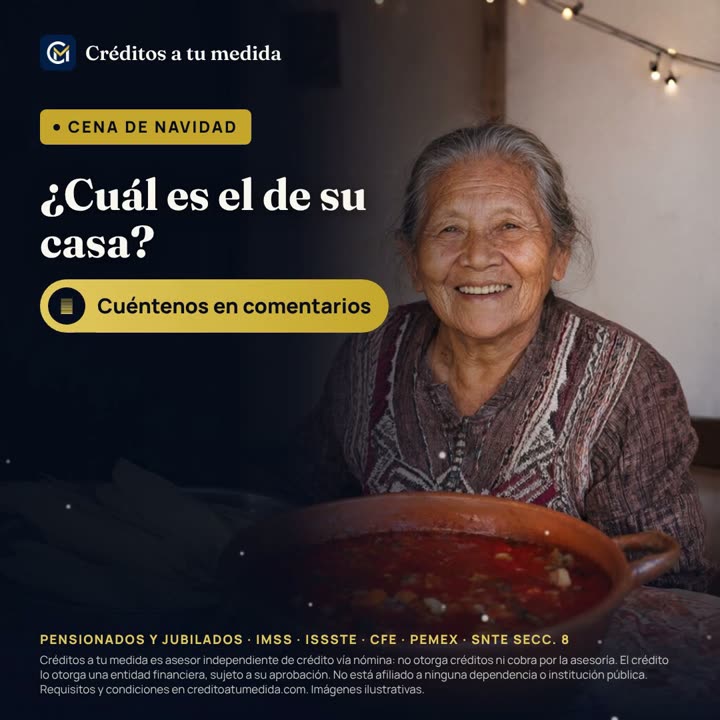 Créditos a tu medida
• CENA DE NAVIDAD
¿Cuál es el de su
casa?
Cuéntenos en comentarios
PENSIONADOS Y JUBILADOS · IMSS · ISSSTE · CFE · PEMEX · SNTE SECC. 8
Créditos a tu medida es asesor independiente de crédito vía nómina: no otorga créditos ni cobra por la asesoría. El crédito
lo otorga una entidad financiera, sujeto a su aprobación. No está afiliado a ninguna dependencia o institución pública.
Requisitos y condiciones en creditoatumedida.com. Imágenes ilustrativas.